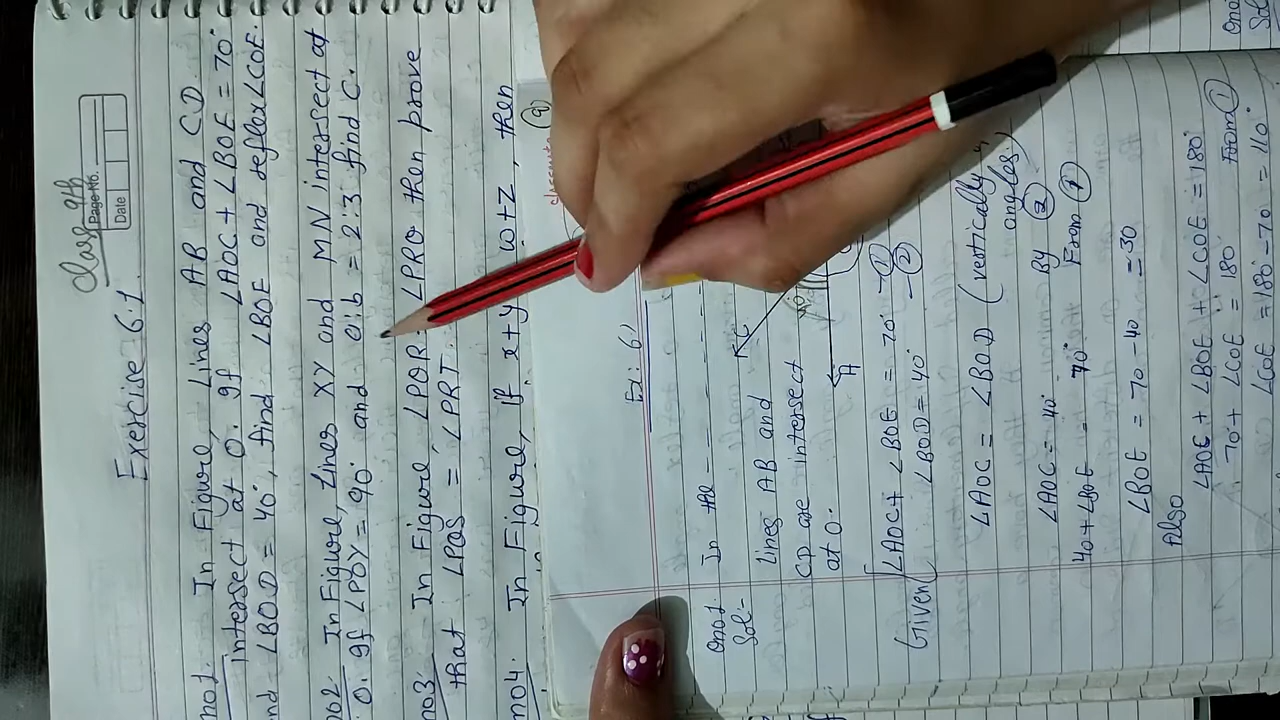 Class 9th
Page No.
Date
Exercise 6.1
no1. In Figure, Lines AB and CD
intersect at O. If ∠AOC + ∠BOE = 70°
nd ∠BOD = 40°, find ∠BOE and reflex∠COE.
no2 In Figure, Lines XY and MN intersect at
O. If ∠POY = 90° and a:b = 2:3 find C.
no3 In Figure, ∠PQR = ∠PRQ then prove
that ∠PQS = ∠PRT.
no4. In Figure, if x+y w+z, then
Ex: 6
Qno1 In the
Sol:-
Lines AB and
CD are intersect
at O.
A
C
40
Given ∠AOC + ∠BOE = 70° -①
∠BOD = 40° -②
∠AOC = ∠BOD (vertically
angles)
∠AOC = 40° By ②
40+∠BOE = 70° From ①
∠BOE = 70 - 40 = 30
Also
∠AOC + ∠BOE + ∠COE = 180°
70 + ∠COE = 180° From ①
∠COE = 180 - 70 = 110°
Qno2
Sol